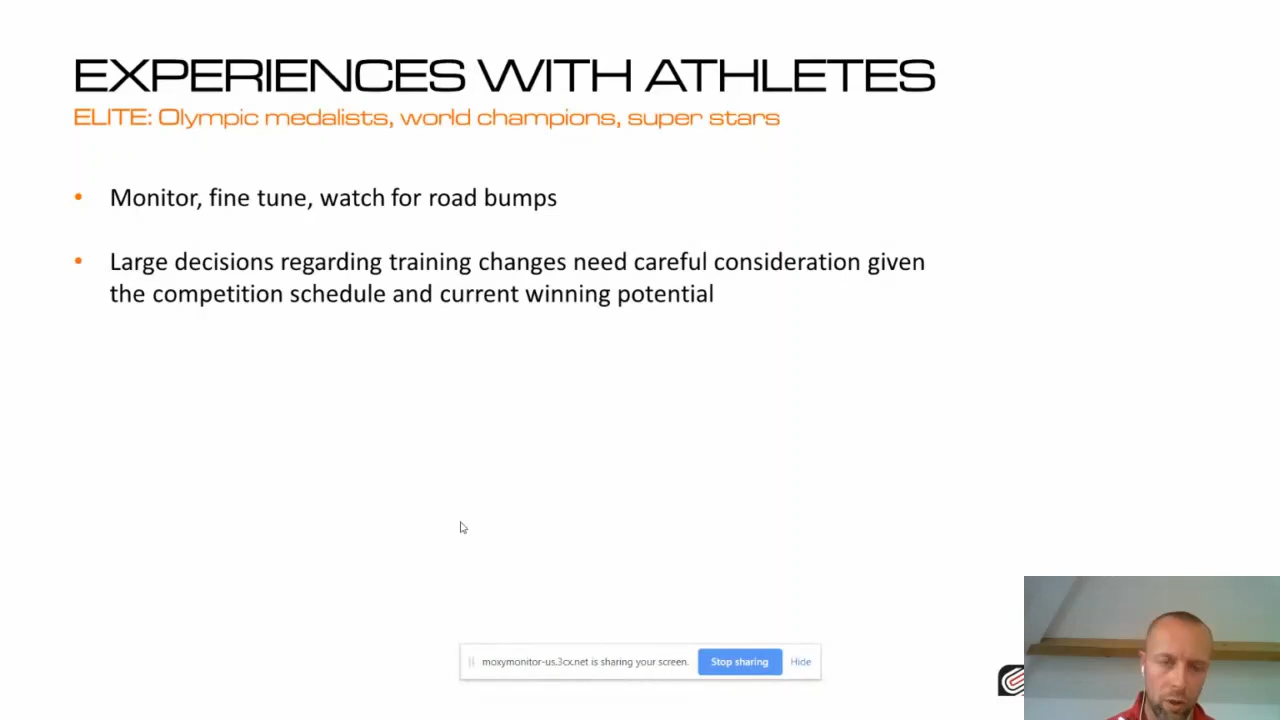 EXPERIENCES WITH ATHLETES
ELITE: Olympic medalists, world champions, super stars
• Monitor, fine tune, watch for road bumps
• Large decisions regarding training changes need careful consideration given
the competition schedule and current winning potential
moxymonitor-us.3cx.net is sharing your screen. Stop sharing Hide